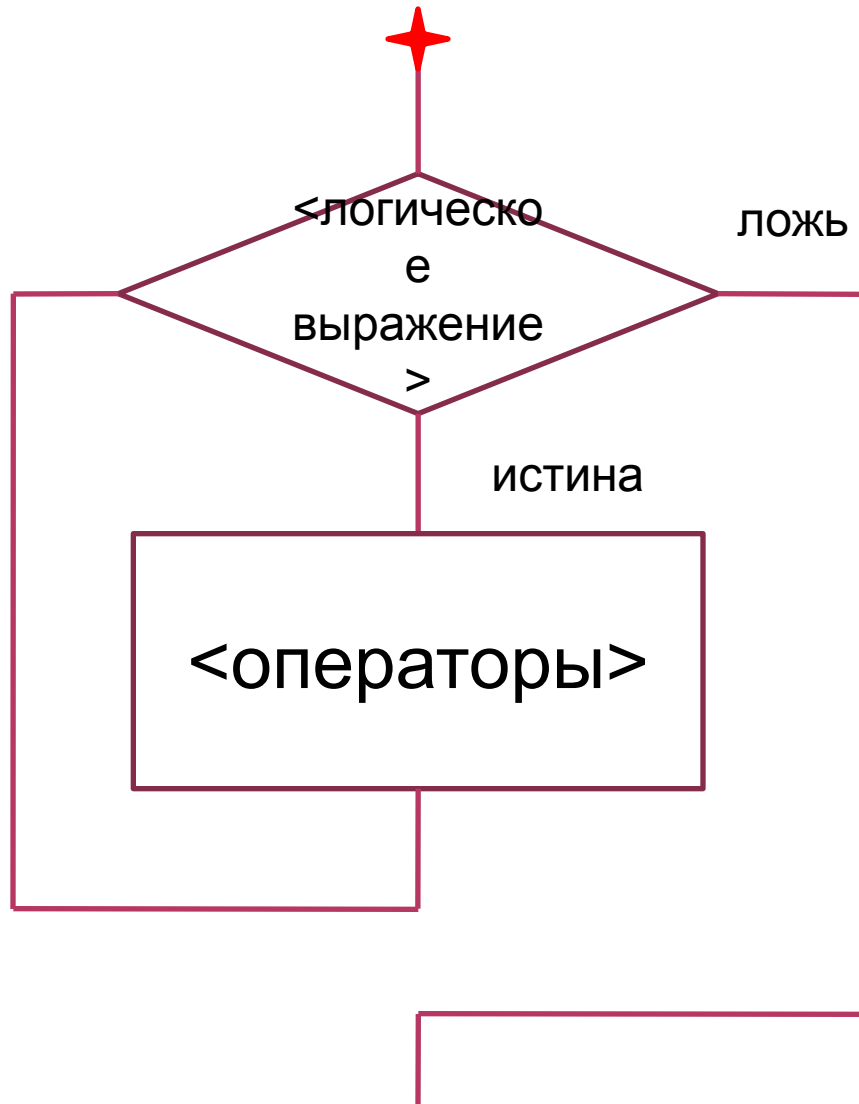 <логическо
е
выражение
>
ложь
истина
<операторы>